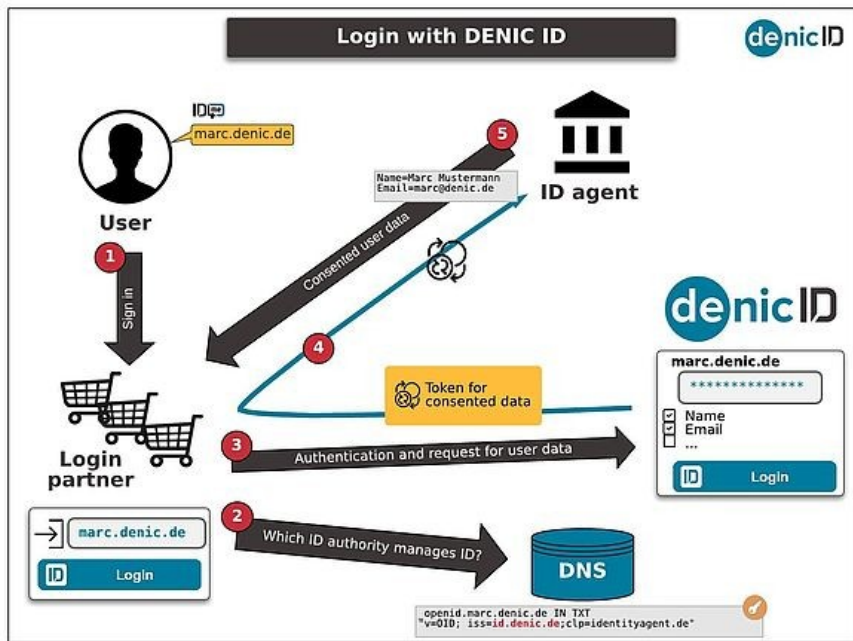 Login with DENIC ID
denicID
ID me
marc.denic.de
User
1
Sign in
5
Name=Marc Mustermann
Email=marc@denic.de
ID agent
Consented user data
4
denicID
marc.denic.de
**************
Name
Email
...
ID Login
Token for
consented data
3
Authentication and request for user data
Login
partner
marc.denic.de
ID Login
2
Which ID authority manages ID?
DNS
openid.marc.denic.de IN TXT
"v=OID; iss=id.denic.de;clp=identityagent.de"